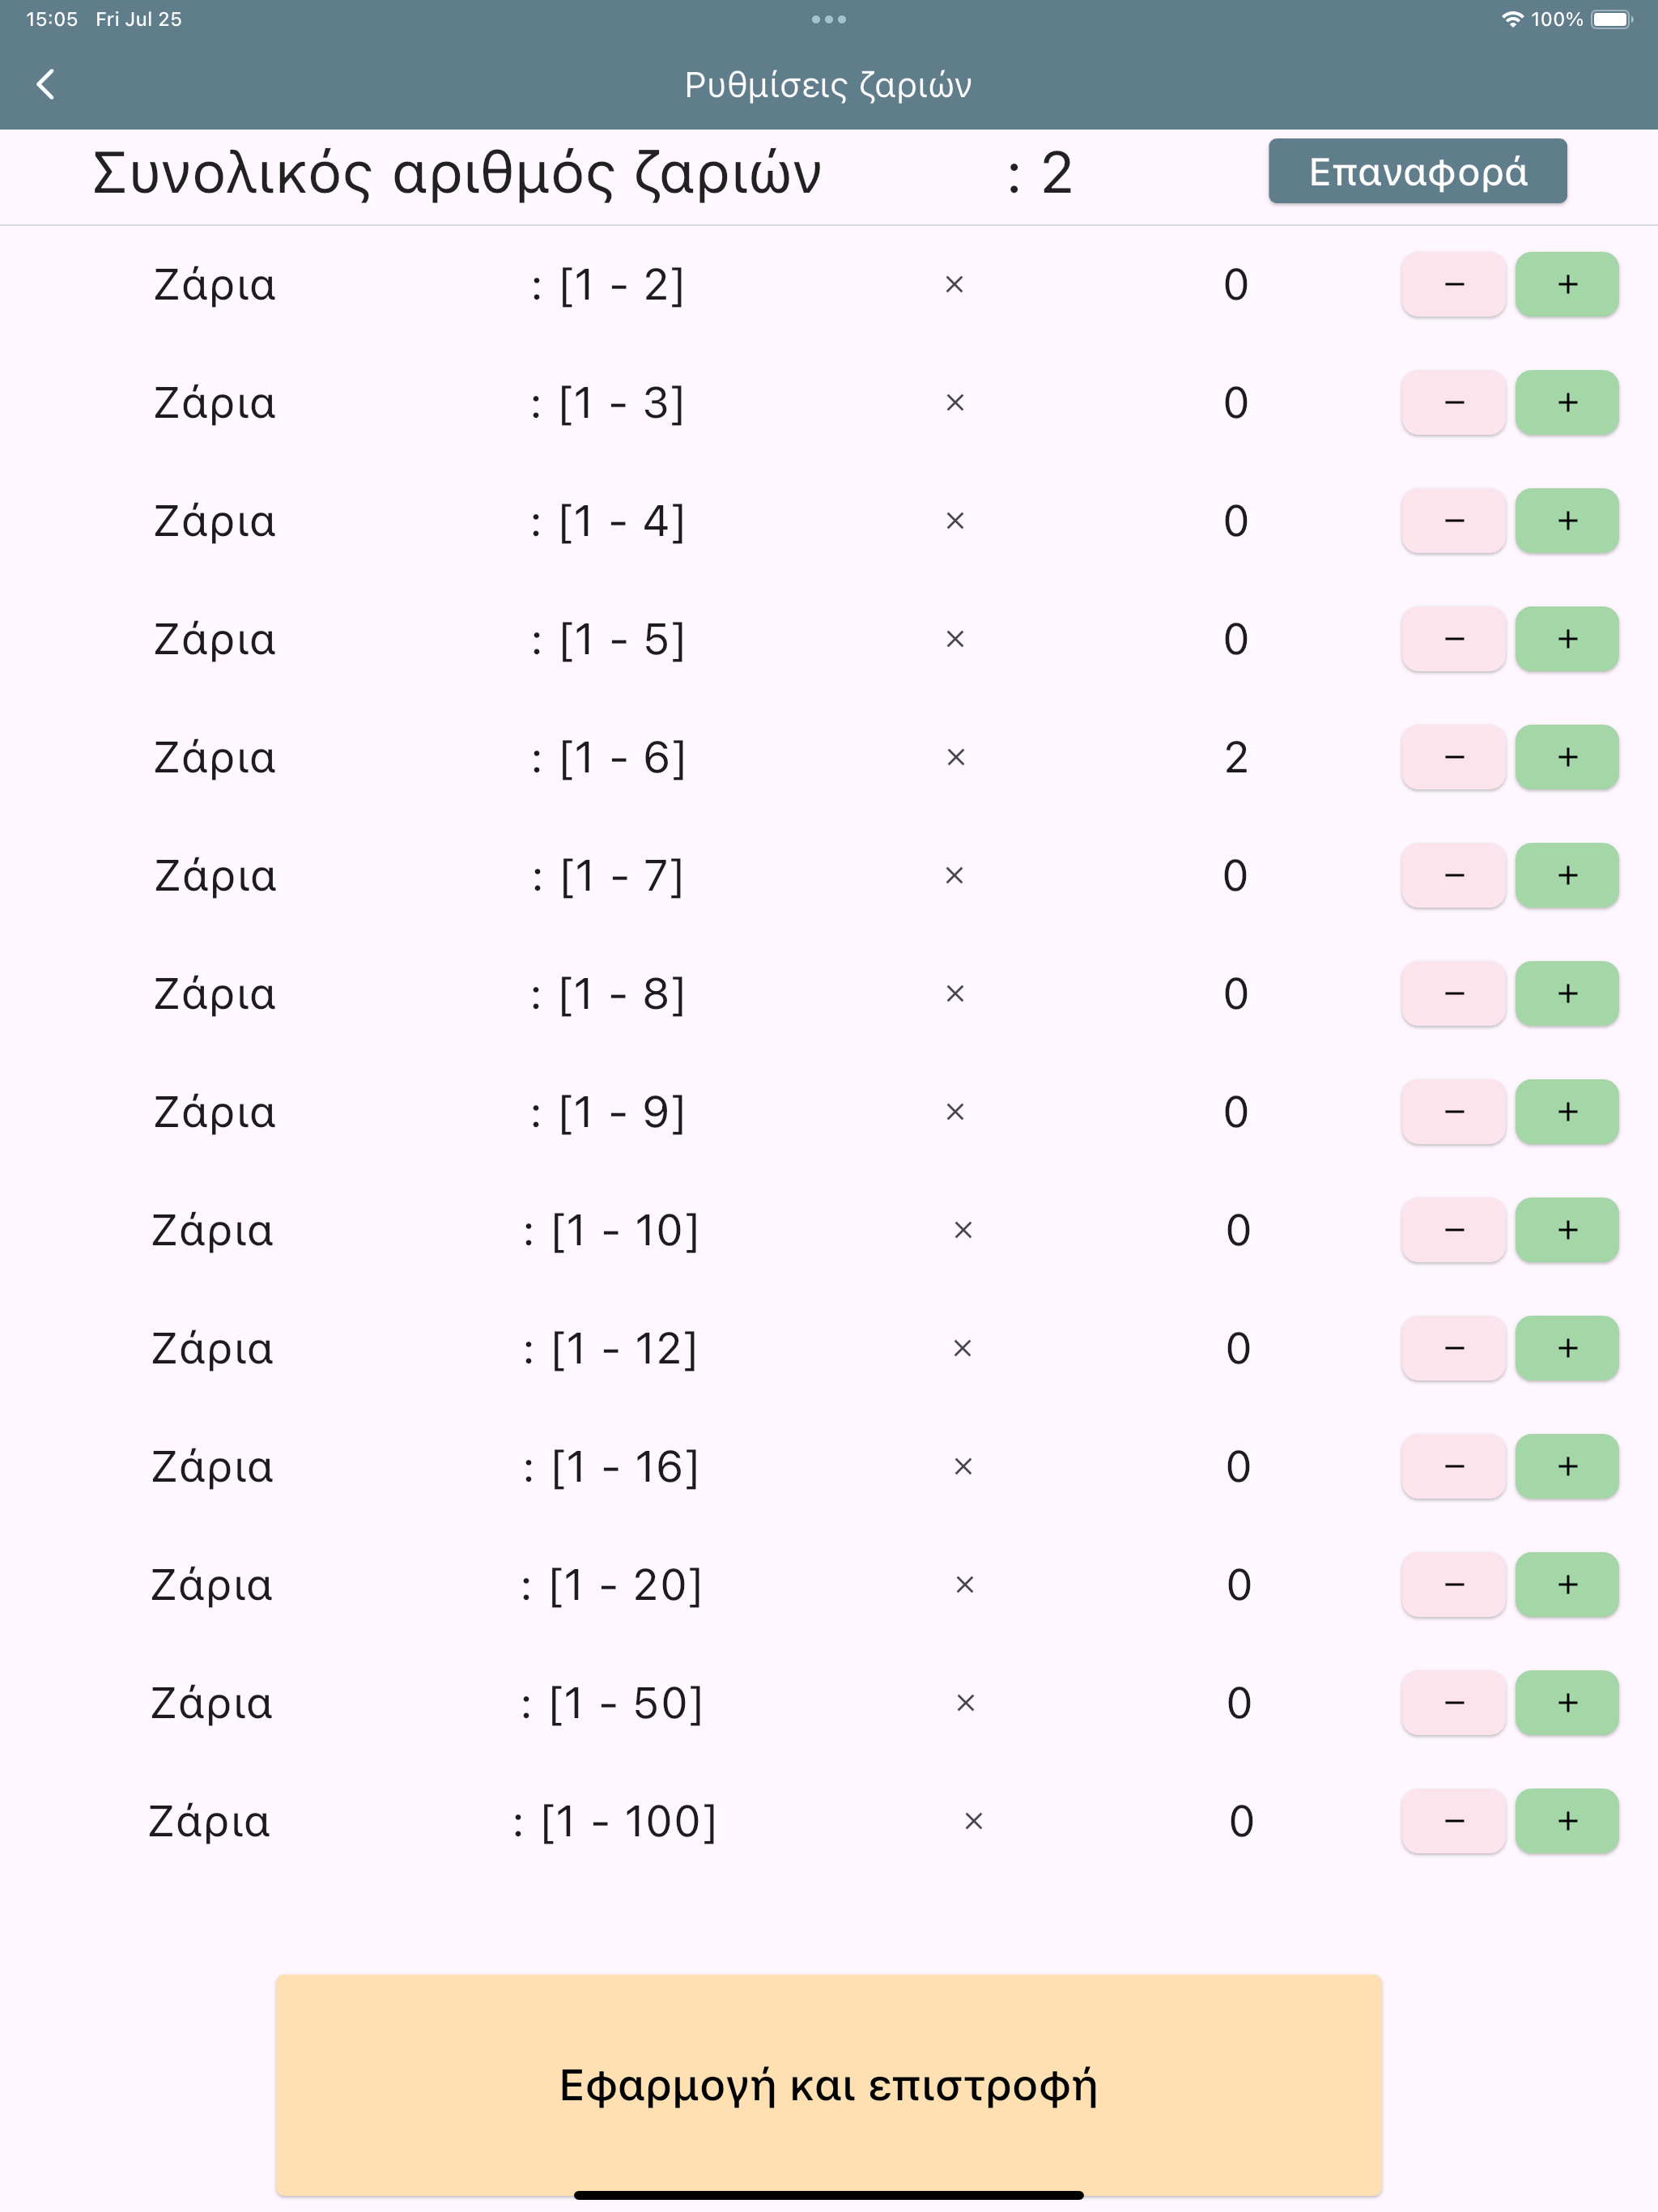 15:05 Fri Jul 25 100%
Ρυθμίσεις ζαριών
Συνολικός αριθμός ζαριών : 2 Επαναφορά
Ζάρια : [1 - 2] × 0 − +
Ζάρια : [1 - 3] × 0 − +
Ζάρια : [1 - 4] × 0 − +
Ζάρια : [1 - 5] × 0 − +
Ζάρια : [1 - 6] × 2 − +
Ζάρια : [1 - 7] × 0 − +
Ζάρια : [1 - 8] × 0 − +
Ζάρια : [1 - 9] × 0 − +
Ζάρια : [1 - 10] × 0 − +
Ζάρια : [1 - 12] × 0 − +
Ζάρια : [1 - 16] × 0 − +
Ζάρια : [1 - 20] × 0 − +
Ζάρια : [1 - 50] × 0 − +
Ζάρια : [1 - 100] × 0 − +
Εφαρμογή και επιστροφή